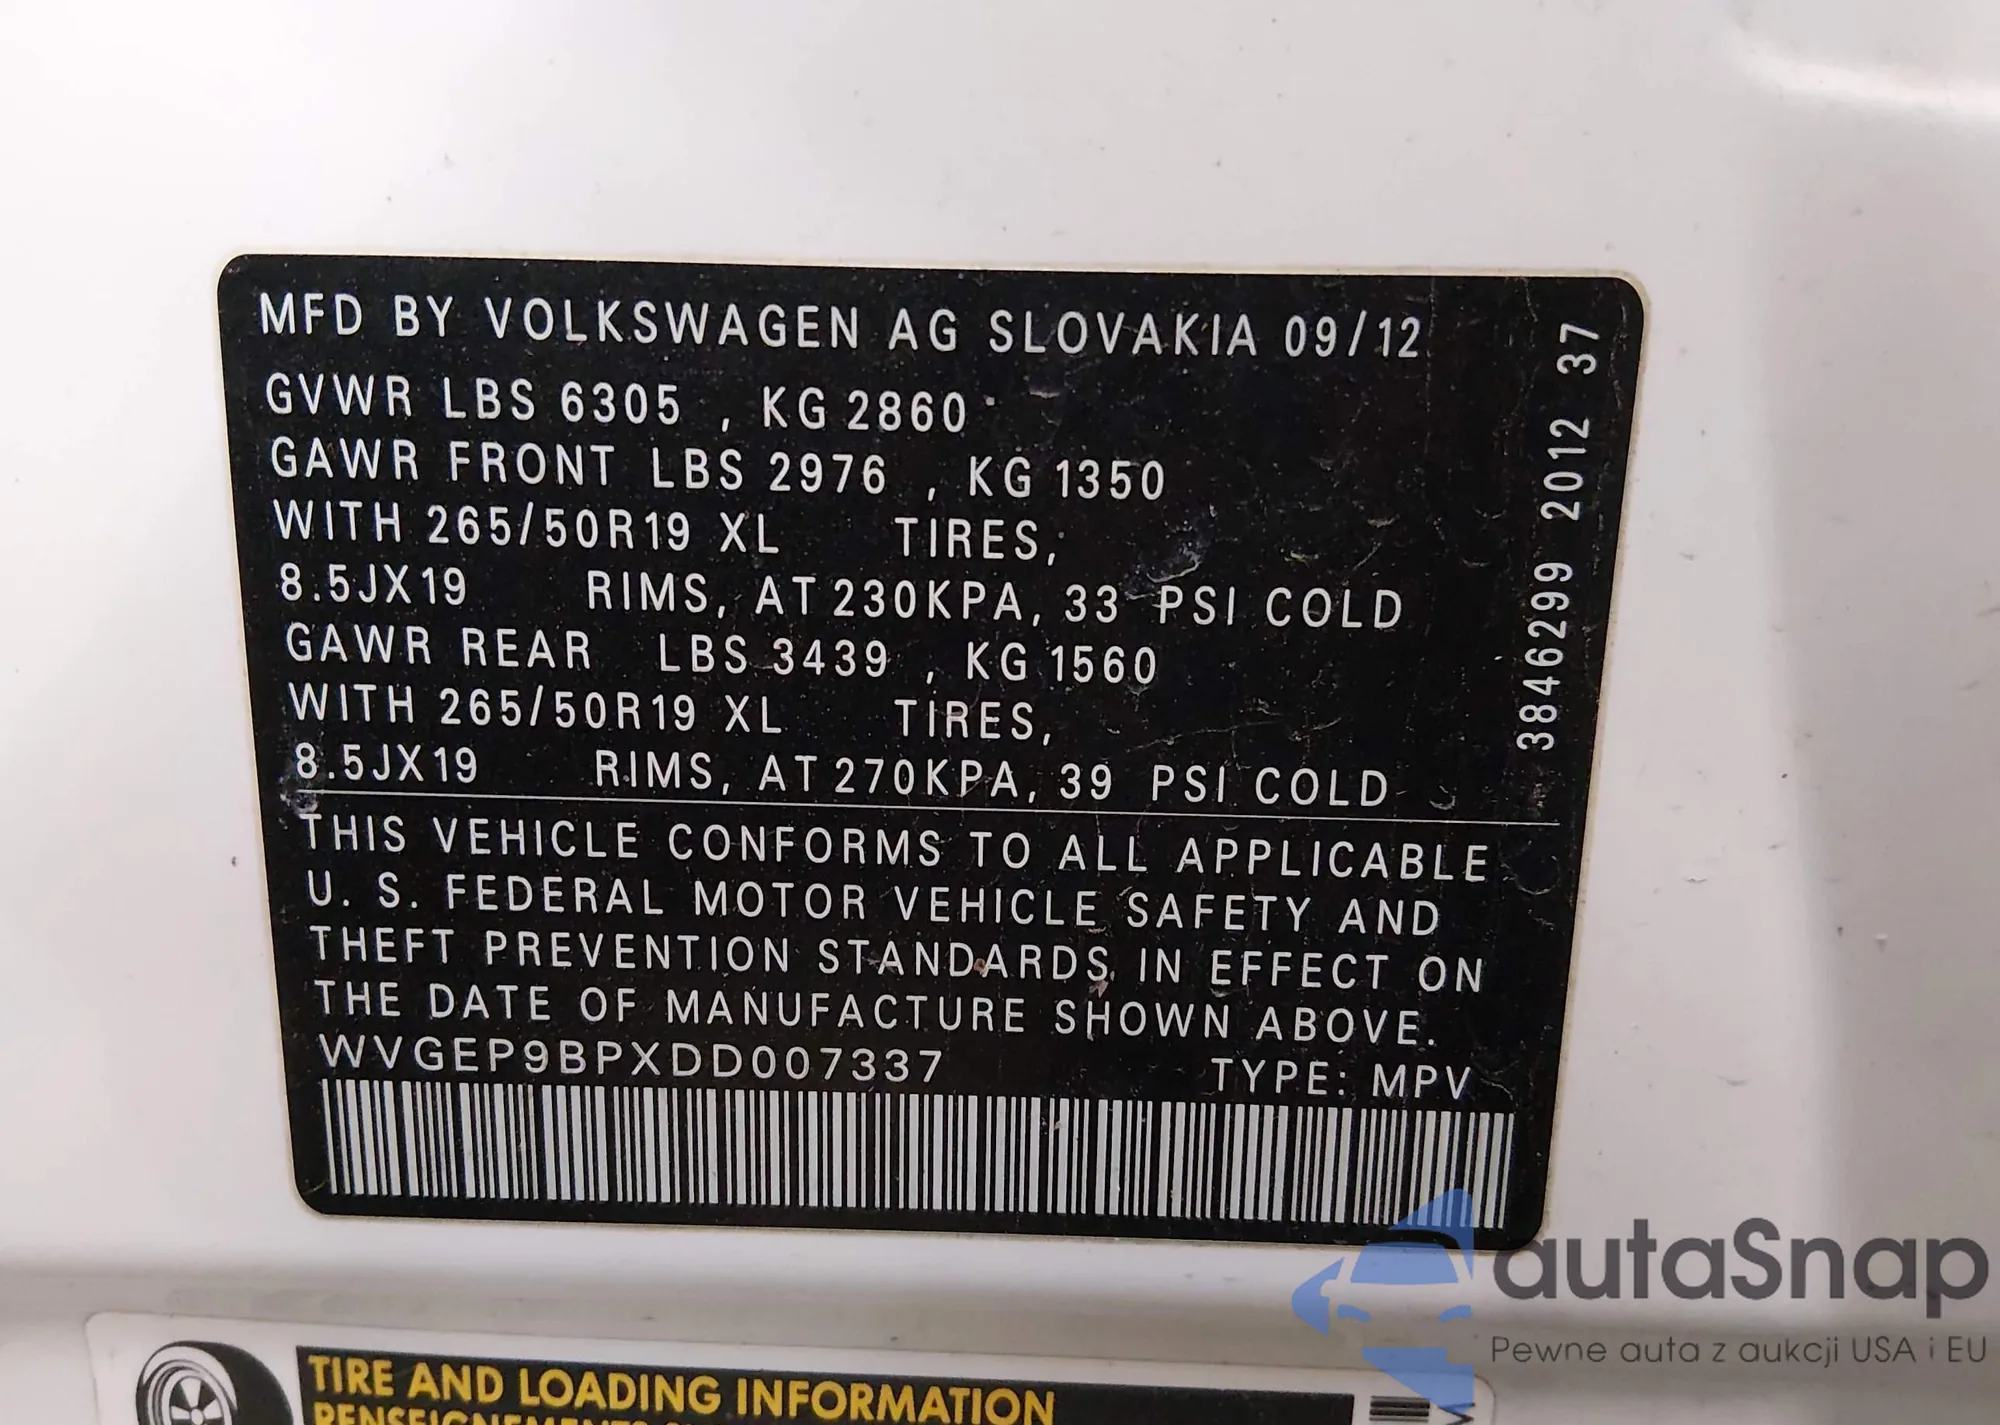 MFD BY VOLKSWAGEN AG SLOVAKIA 09/12
GVWR LBS 6305 , KG 2860
GAWR FRONT LBS 2976 , KG 1350
WITH 265/50R19 XL TIRES,
8.5JX19 RIMS, AT 230KPA, 33 PSI COLD
GAWR REAR LBS 3439 , KG 1560
WITH 265/50R19 XL TIRES,
8.5JX19 RIMS, AT 270KPA, 39 PSI COLD
THIS VEHICLE CONFORMS TO ALL APPLICABLE
U. S. FEDERAL MOTOR VEHICLE SAFETY AND
THEFT PREVENTION STANDARDS IN EFFECT ON
THE DATE OF MANUFACTURE SHOWN ABOVE.
WVGEP9BPXDD007337 TYPE: MPV
3846299 2012 37
autaSnap
Pewne auta z aukcji USA i EU
TIRE AND LOADING INFORMATION